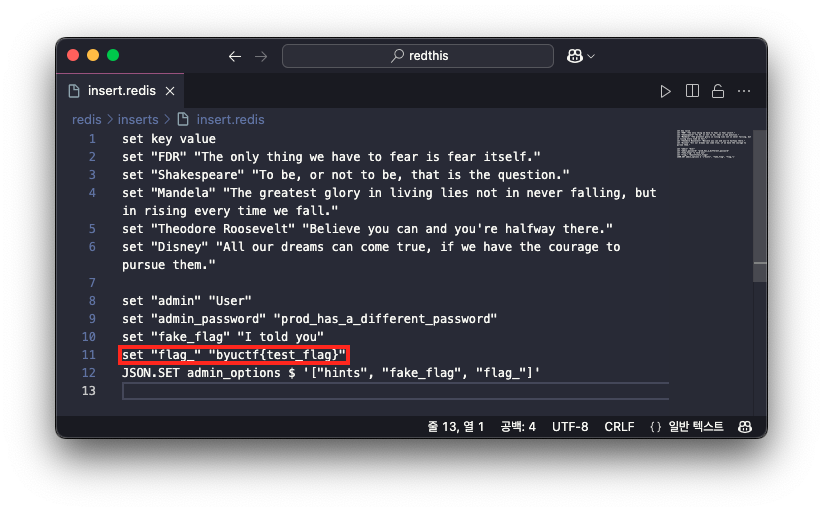 redthis
insert.redis
redis > inserts > insert.redis
1 set key value
2 set "FDR" "The only thing we have to fear is fear itself."
3 set "Shakespeare" "To be, or not to be, that is the question."
4 set "Mandela" "The greatest glory in living lies not in never falling, but
in rising every time we fall."
5 set "Theodore Roosevelt" "Believe you can and you're halfway there."
6 set "Disney" "All our dreams can come true, if we have the courage to
pursue them."
7
8 set "admin" "User"
9 set "admin_password" "prod_has_a_different_password"
10 set "fake_flag" "I told you"
11 set "flag_" "byuctf{test_flag}"
12 JSON.SET admin_options $ '["hints", "fake_flag", "flag_"]'
13
줄 13, 열 1 공백: 4 UTF-8 CRLF {} 일반 텍스트